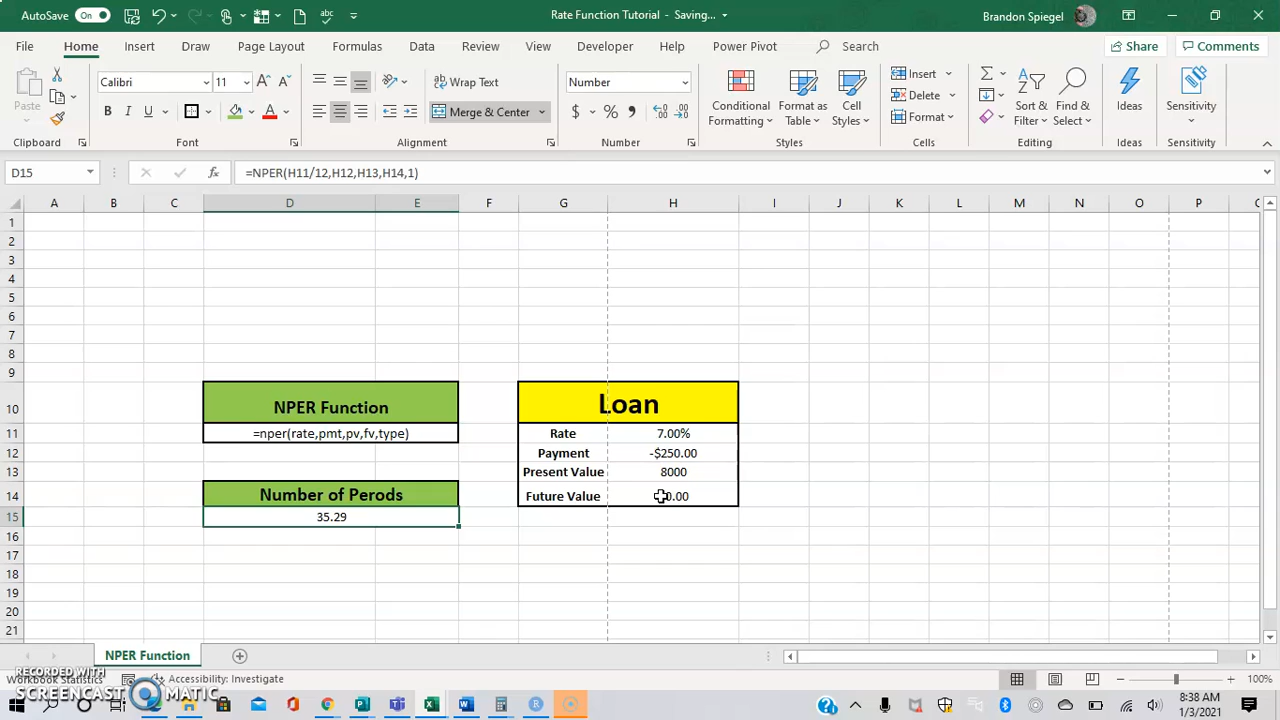 AutoSave On Rate Function Tutorial - Saving... Brandon Spiegel
File Home Insert Draw Page Layout Formulas Data Review View Developer Help Power Pivot Search Share Comments
Paste Calibri 11 Wrap Text Number Conditional Formatting Format as Table Cell Styles Insert Sort & Filter Find & Select Ideas Sensitivity
B I U Merge & Center $ % Delete
Format
Clipboard Font Alignment Number Styles Cells Editing Ideas Sensitivity
D15 fx =NPER(H11/12,H12,H13,H14,1)
A B C D E F G H I J K L M N O P
1
2
3
4
5
6
7
8
9
10 NPER Function Loan
11 =nper(rate,pmt,pv,fv,type) Rate 7.00%
12 Payment -$250.00
13 Present Value 8000
14 Number of Perods Future Value 0.00
15 35.29
16
17
18
19
20
21
NPER Function
RECORDED WITH
Workbook Statistics Accessibility: Investigate 100%
SCREENCAST MATIC
8:38 AM
1/3/2021